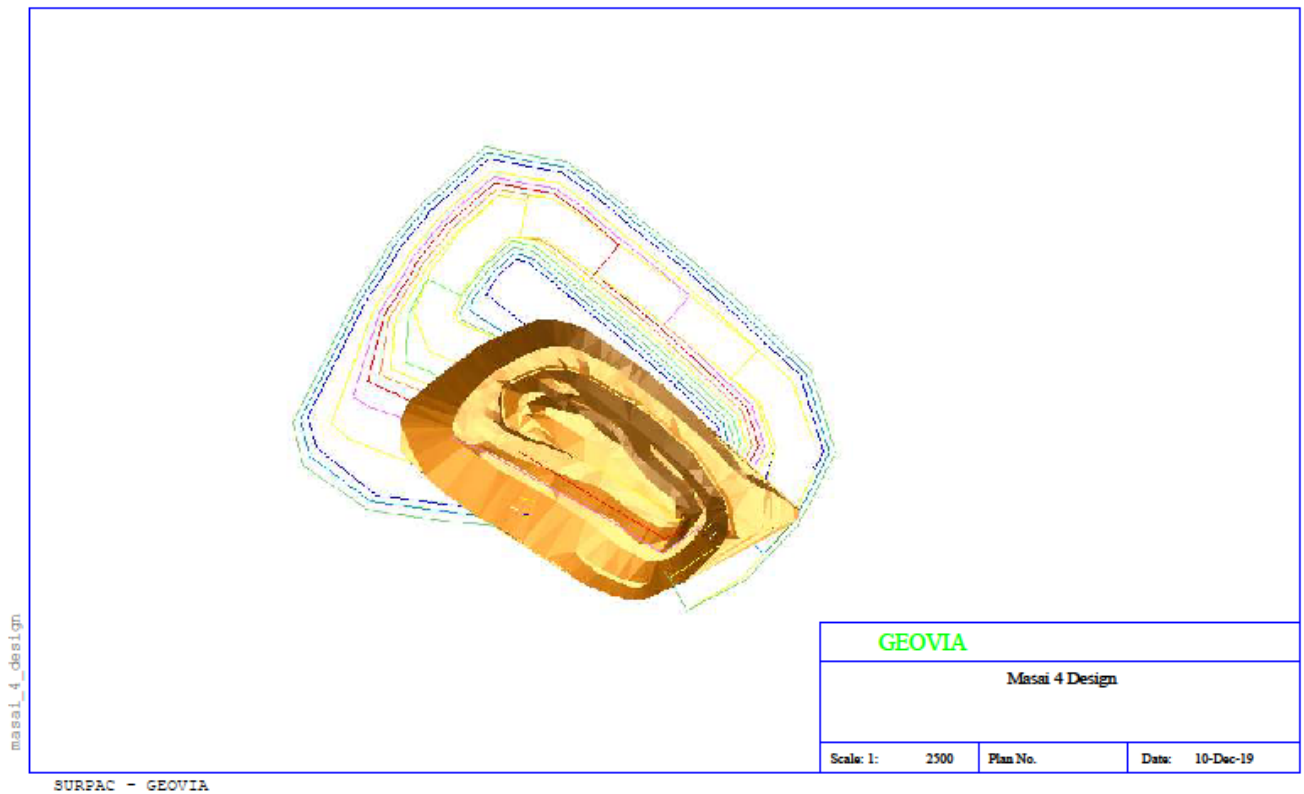 masai_4_design
GEOVIA
Masai 4 Design
Scale: 1: 2500 Plan No. Date: 10-Dec-19
SURPAC - GEOVIA